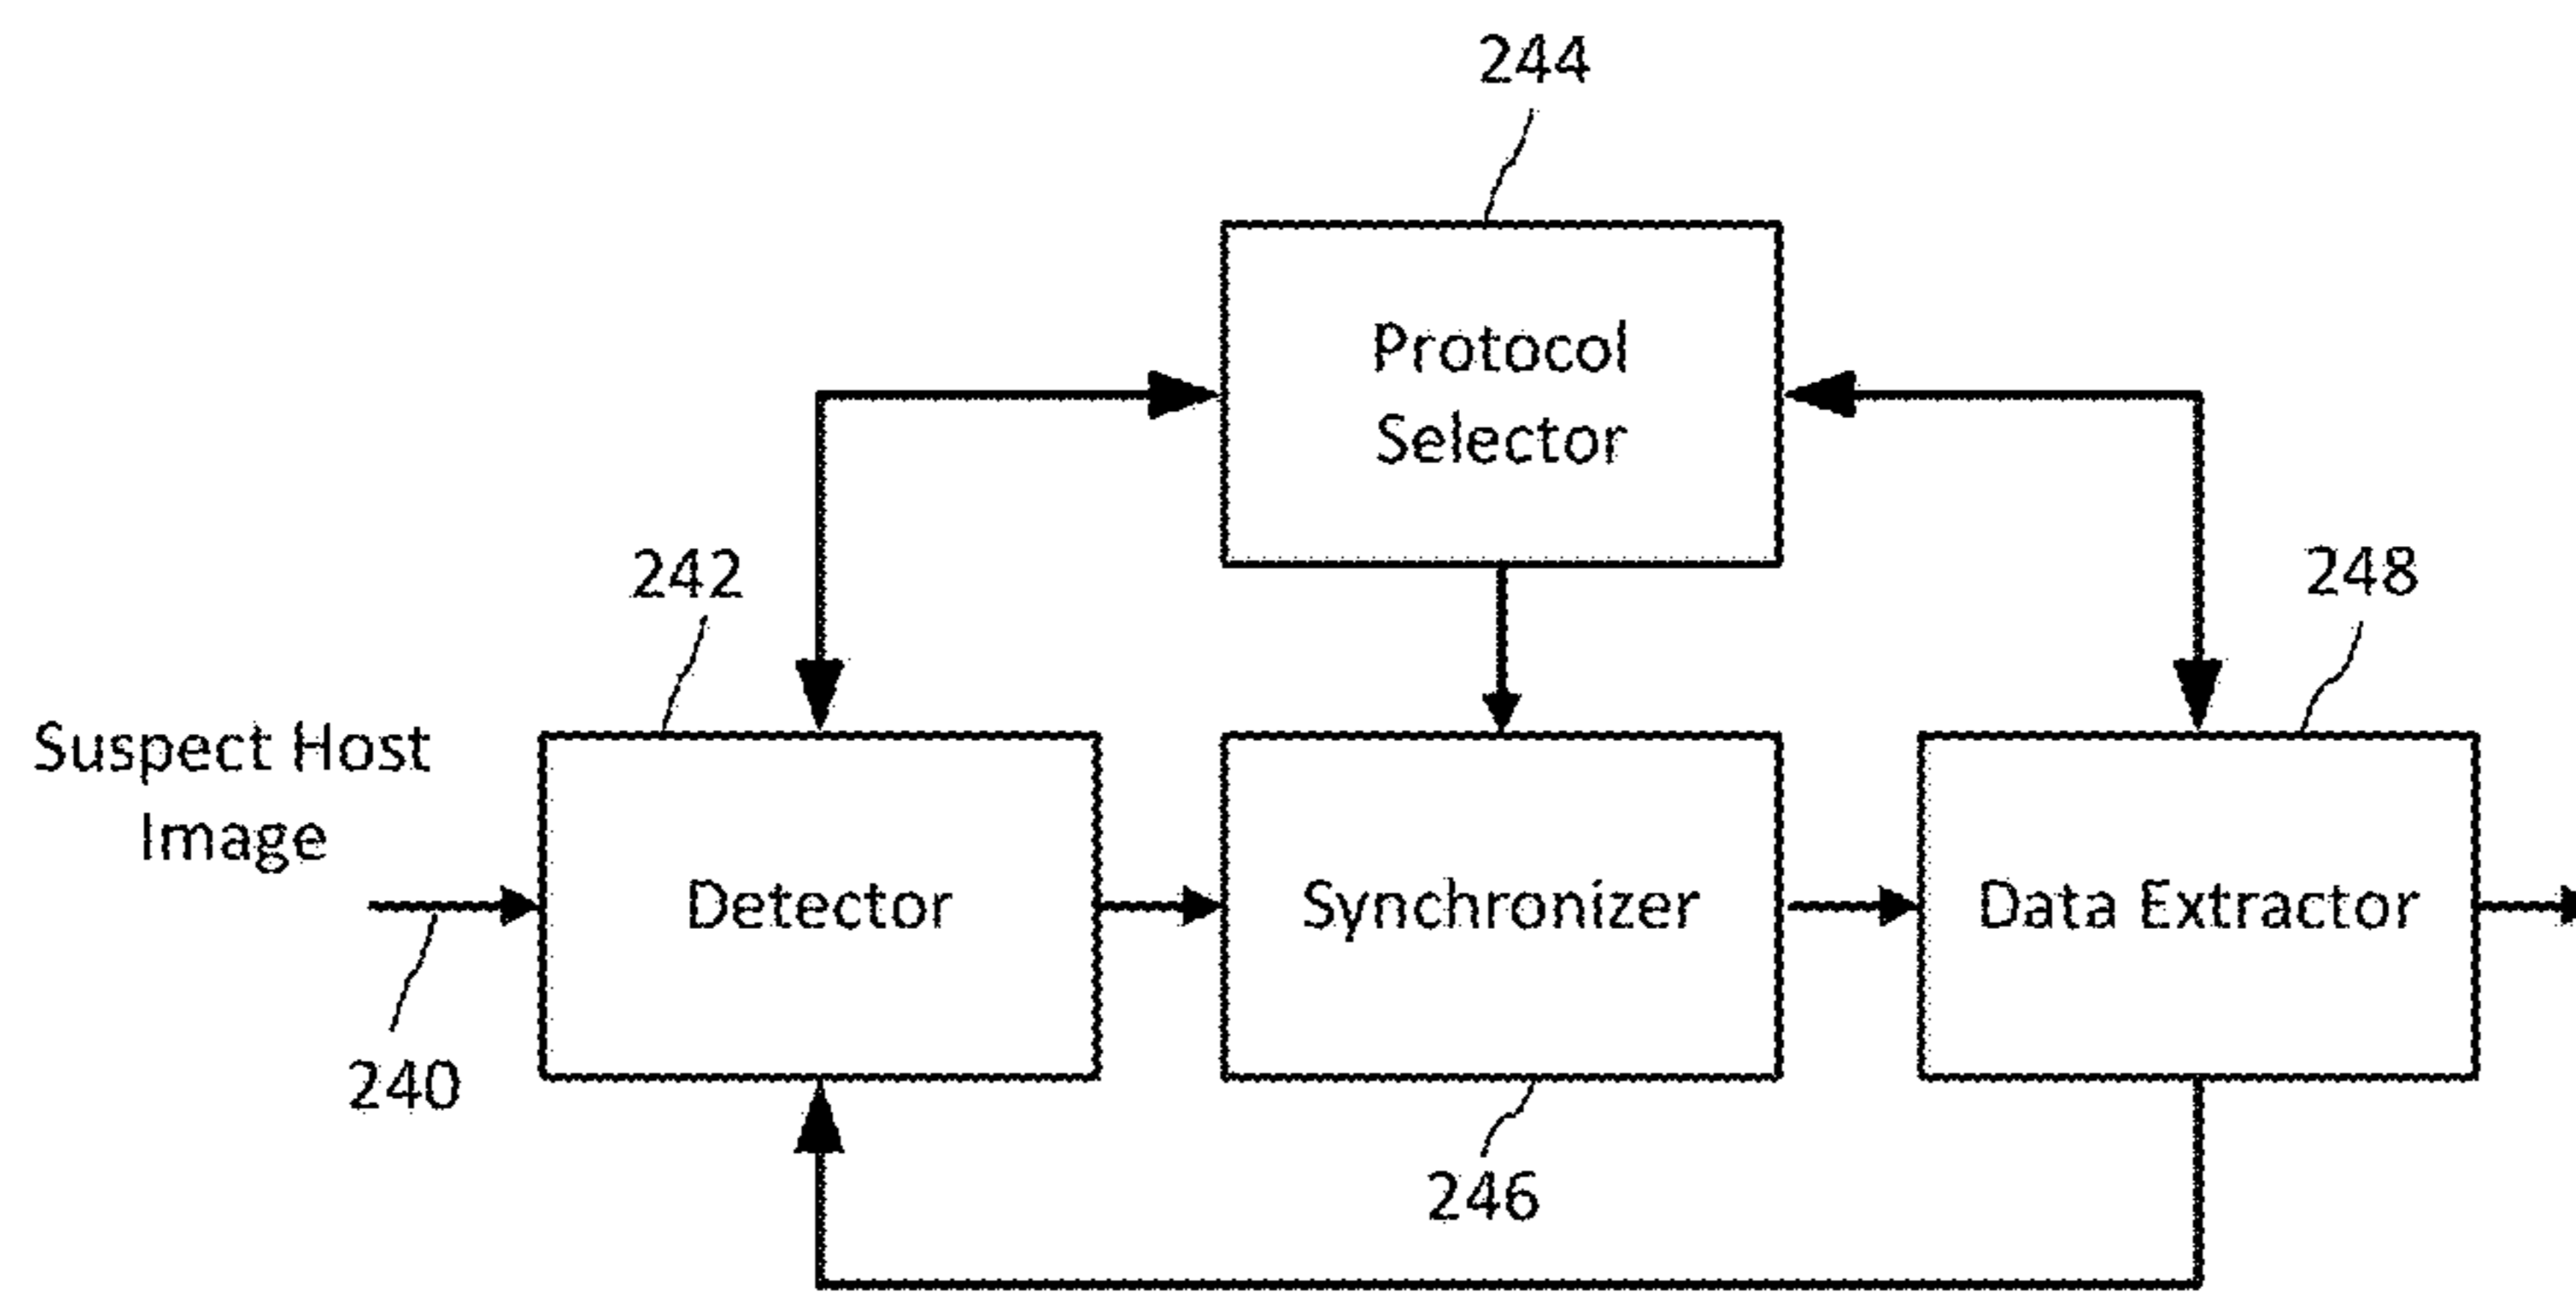 244
Protocol
Selector
242
248
Suspect Host
Image
Detector
Synchronizer
Data Extractor
240
246